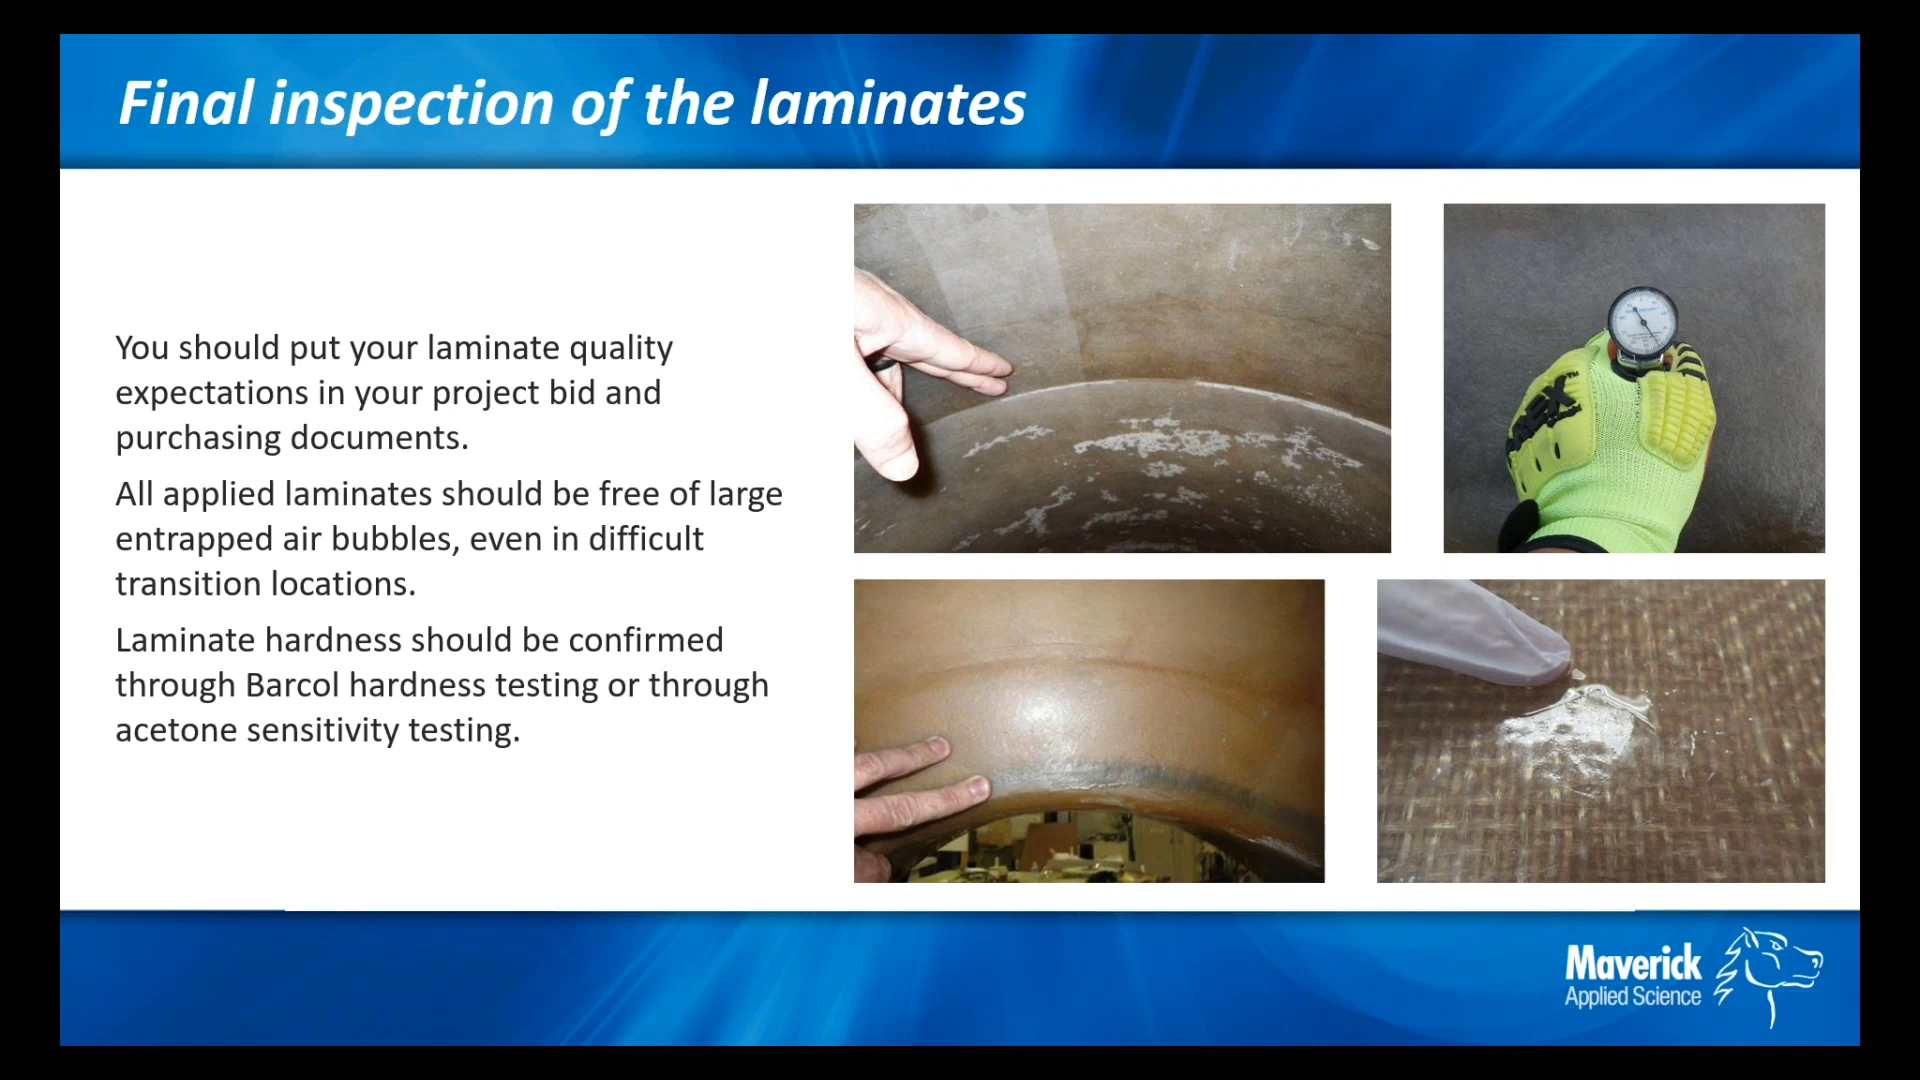 Final inspection of the laminates
You should put your laminate quality
expectations in your project bid and
purchasing documents.
All applied laminates should be free of large
entrapped air bubbles, even in difficult
transition locations.
Laminate hardness should be confirmed
through Barcol hardness testing or through
acetone sensitivity testing.
Maverick
Applied Science